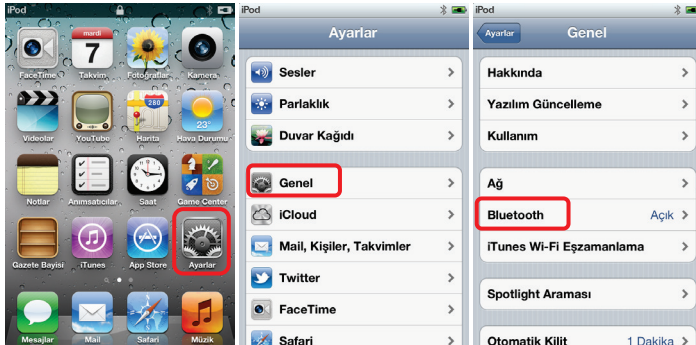 iPod
mardi
7
280
23°
FaceTime
Takvim
Fotoğraflar
Kamera
Videolar
YouTube
Harita
Hava Durumu
Notlar
Anımsatıcılar
Saat
Game Center
Gazete Bayisi
iTunes
App Store
Ayarlar
Mesajlar
Mail
Safari
Müzik
iPod
Ayarlar
Sesler
Parlaklık
Duvar Kağıdı
Genel
iCloud
Mail, Kişiler, Takvimler
Twitter
FaceTime
Safari
iPod
Ayarlar
Genel
Hakkında
Yazılım Güncelleme
Kullanım
Ağ
Bluetooth Açık
iTunes Wi-Fi Eşzamanlama
Spotlight Araması
Otomatik Kilit 1 Dakika